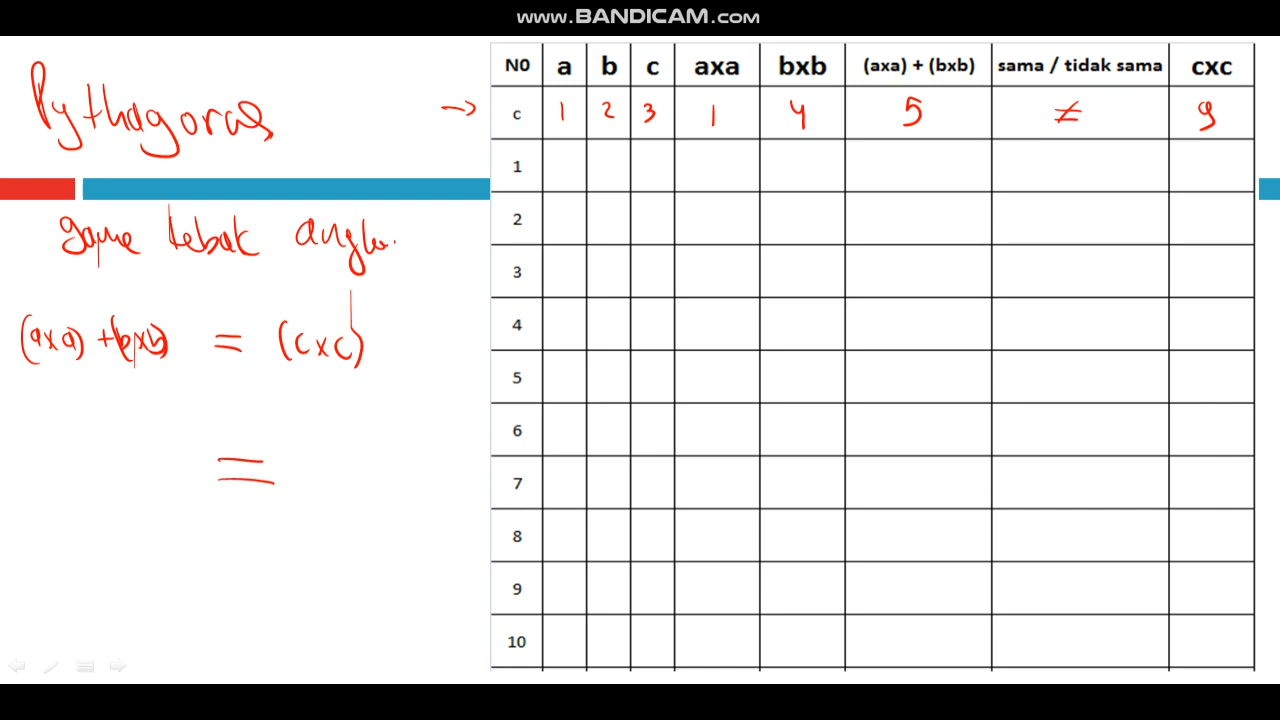 www.BANDICAM.com
Pythagoras
game tebak angka.
(axa) + (bxb) = (cxc)
=
→
N0 a b c axa bxb (axa) + (bxb) sama / tidak sama cxc
c 1 2 3 1 4 5 ≠ 9
1
2
3
4
5
6
7
8
9
10